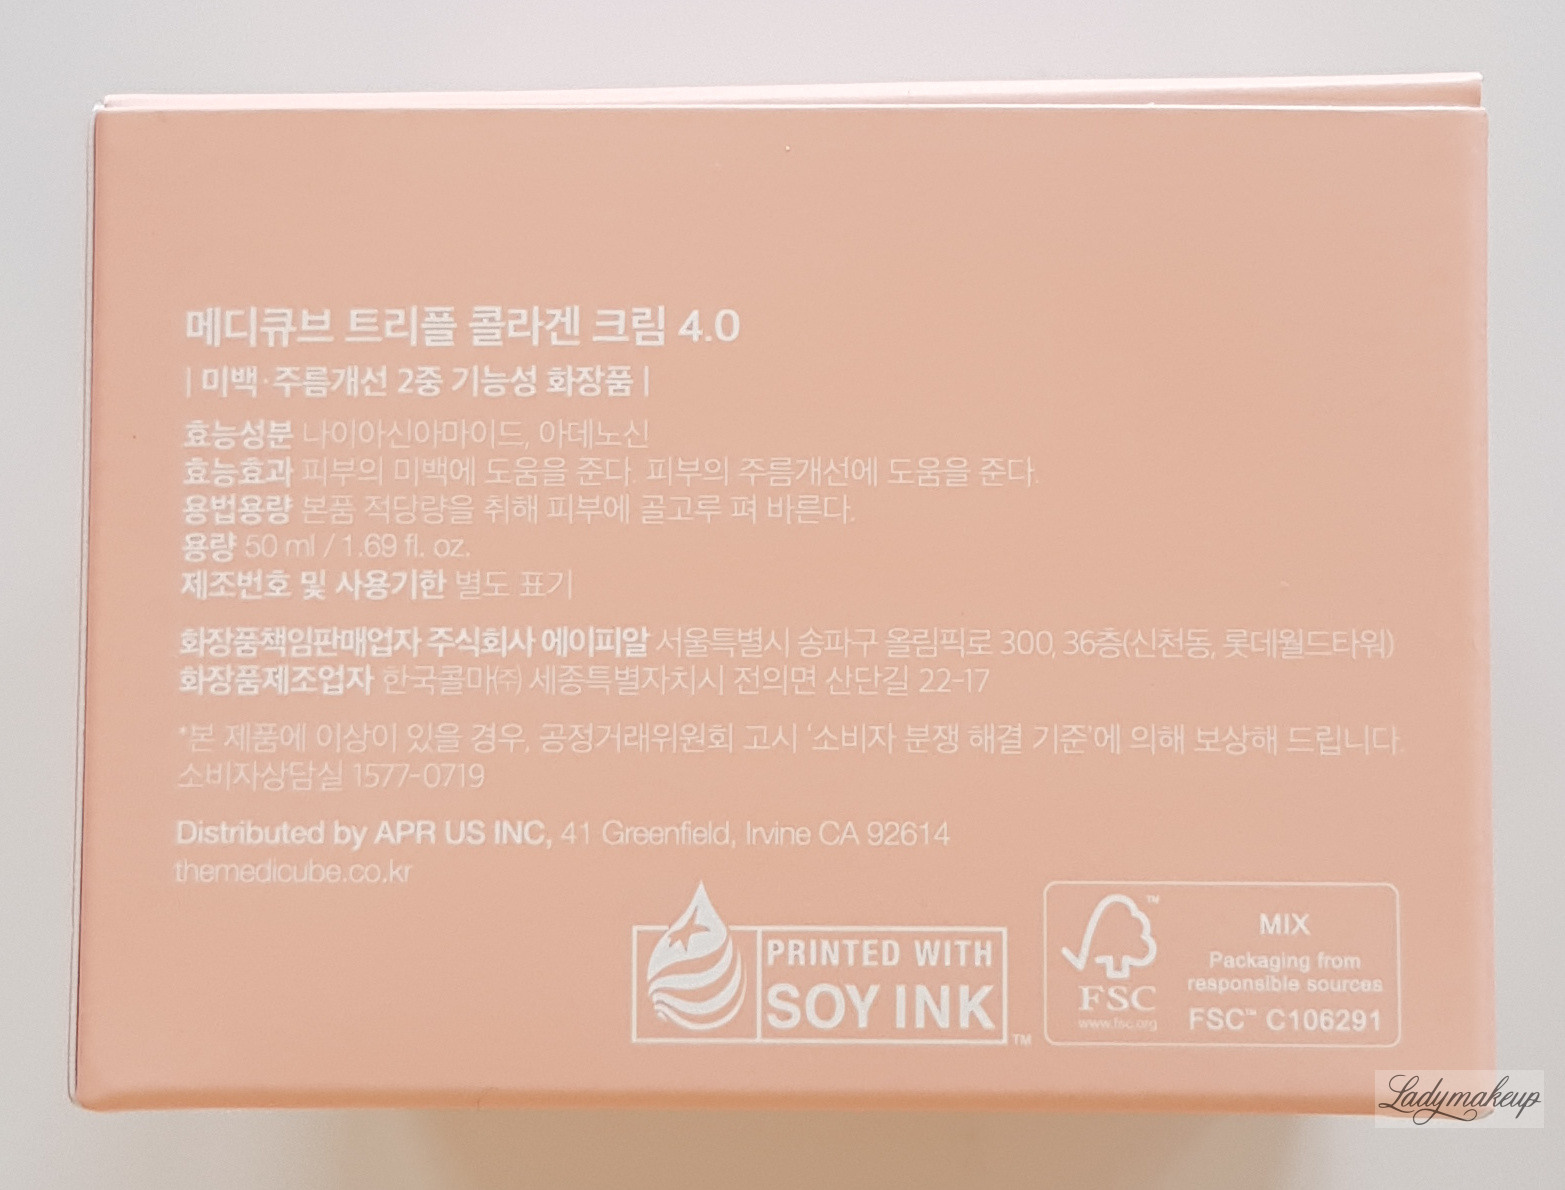 메디큐브 트리플 콜라겐 크림 4.0
| 미백·주름개선 2중 기능성 화장품 |
효능성분 나이아신아마이드, 아데노신
효능효과 피부의 미백에 도움을 준다. 피부의 주름개선에 도움을 준다.
용법용량 본품 적당량을 취해 피부에 골고루 펴 바른다.
용량 50 ml / 1.69 fl. oz.
제조번호 및 사용기한 별도 표기
화장품책임판매업자 주식회사 에이피알 서울특별시 송파구 올림픽로 300, 36층(신천동, 롯데월드타워)
화장품제조업자 한국콜마㈜ 세종특별자치시 전의면 산단길 22-17
*본 제품에 이상이 있을 경우, 공정거래위원회 고시 '소비자 분쟁 해결 기준'에 의해 보상해 드립니다.
소비자상담실 1577-0719
Distributed by APR US INC, 41 Greenfield, Irvine CA 92614
themedicube.co.kr
PRINTED WITH
SOY INK
TM
FSC
www.fsc.org
MIX
Packaging from
responsible sources
FSC™ C106291
Ladymakeup